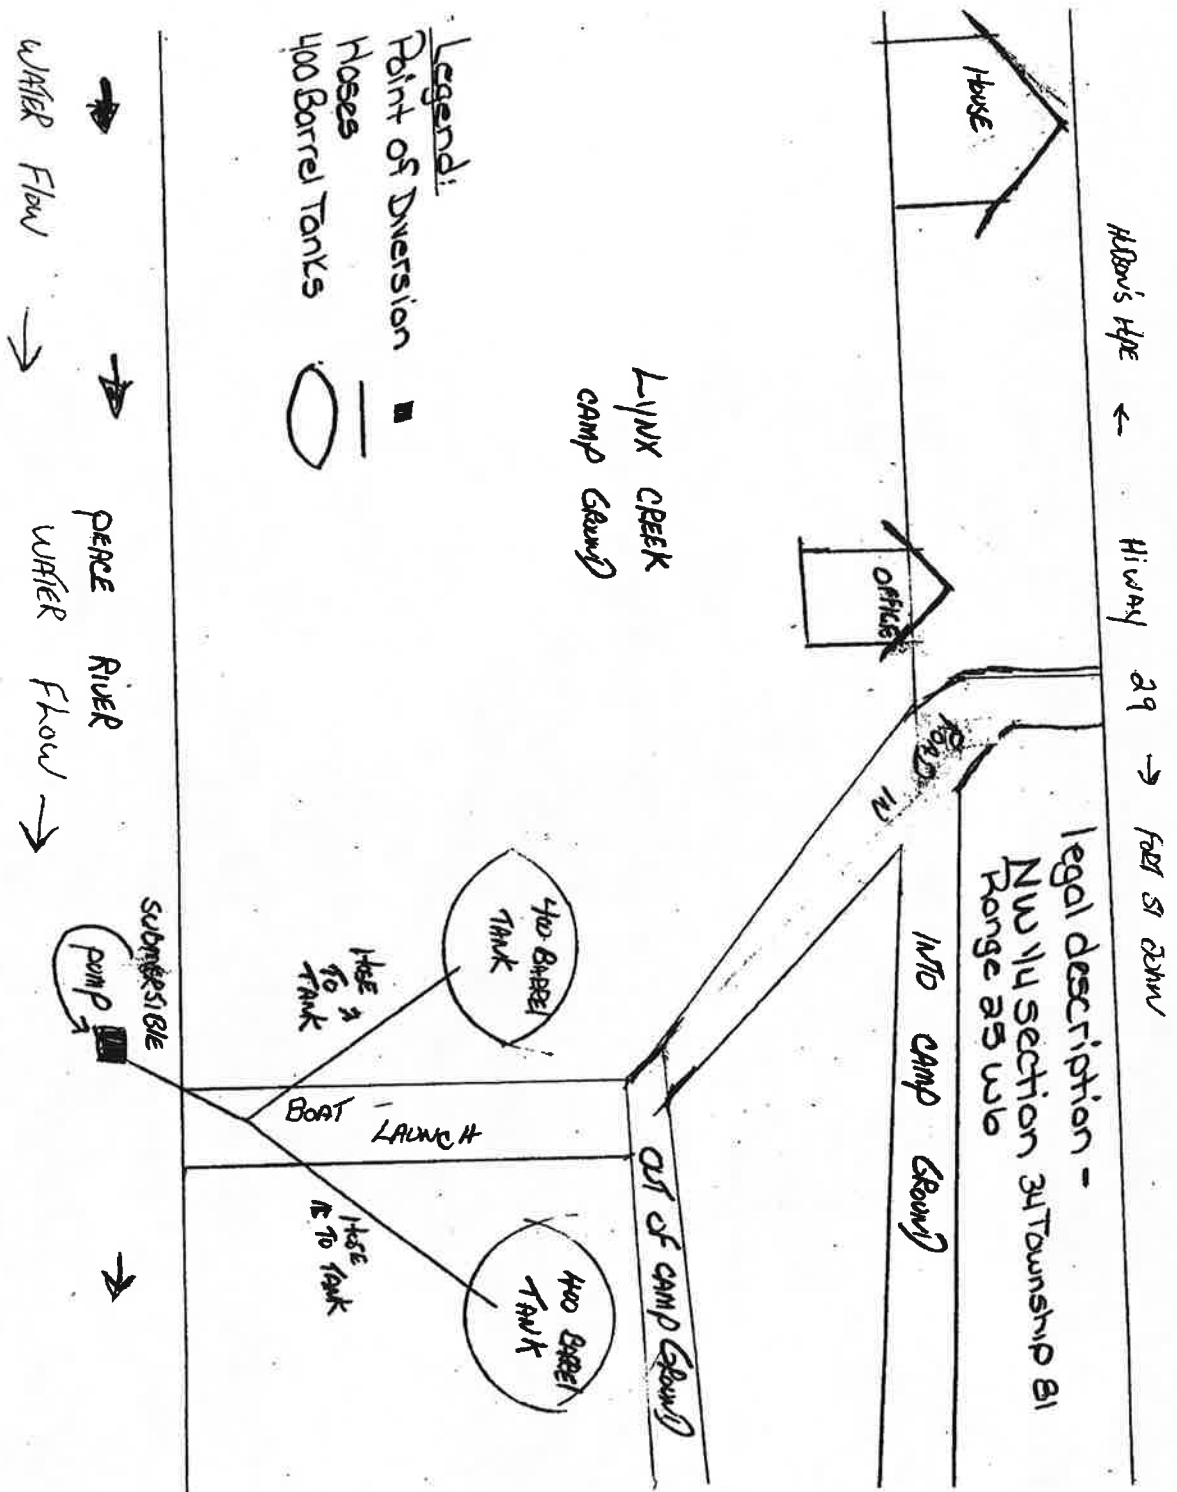 HUDSON'S HOPE ← HIWAY 29 → FORT ST JOHN
legal description -
NW 1/4 section 34 Township 81
Range 25 W6
HOUSE
OFFICE
ROAD
IN
INTO CAMP GROUND
LYNX CREEK
CAMP GROUND
OUT OF CAMP GROUND
Legend:
Point of Diversion
Hoses
400 Barrel Tanks
400 BARREl
TANK
400 BARREl
TANK
HOSE
TO
TANK
BOAT -
LAUNCH
HOSE
TO TANK
SUBMERSIBLE
pump
PEACE RIVER
WATER FLOW →
WATER Flow →